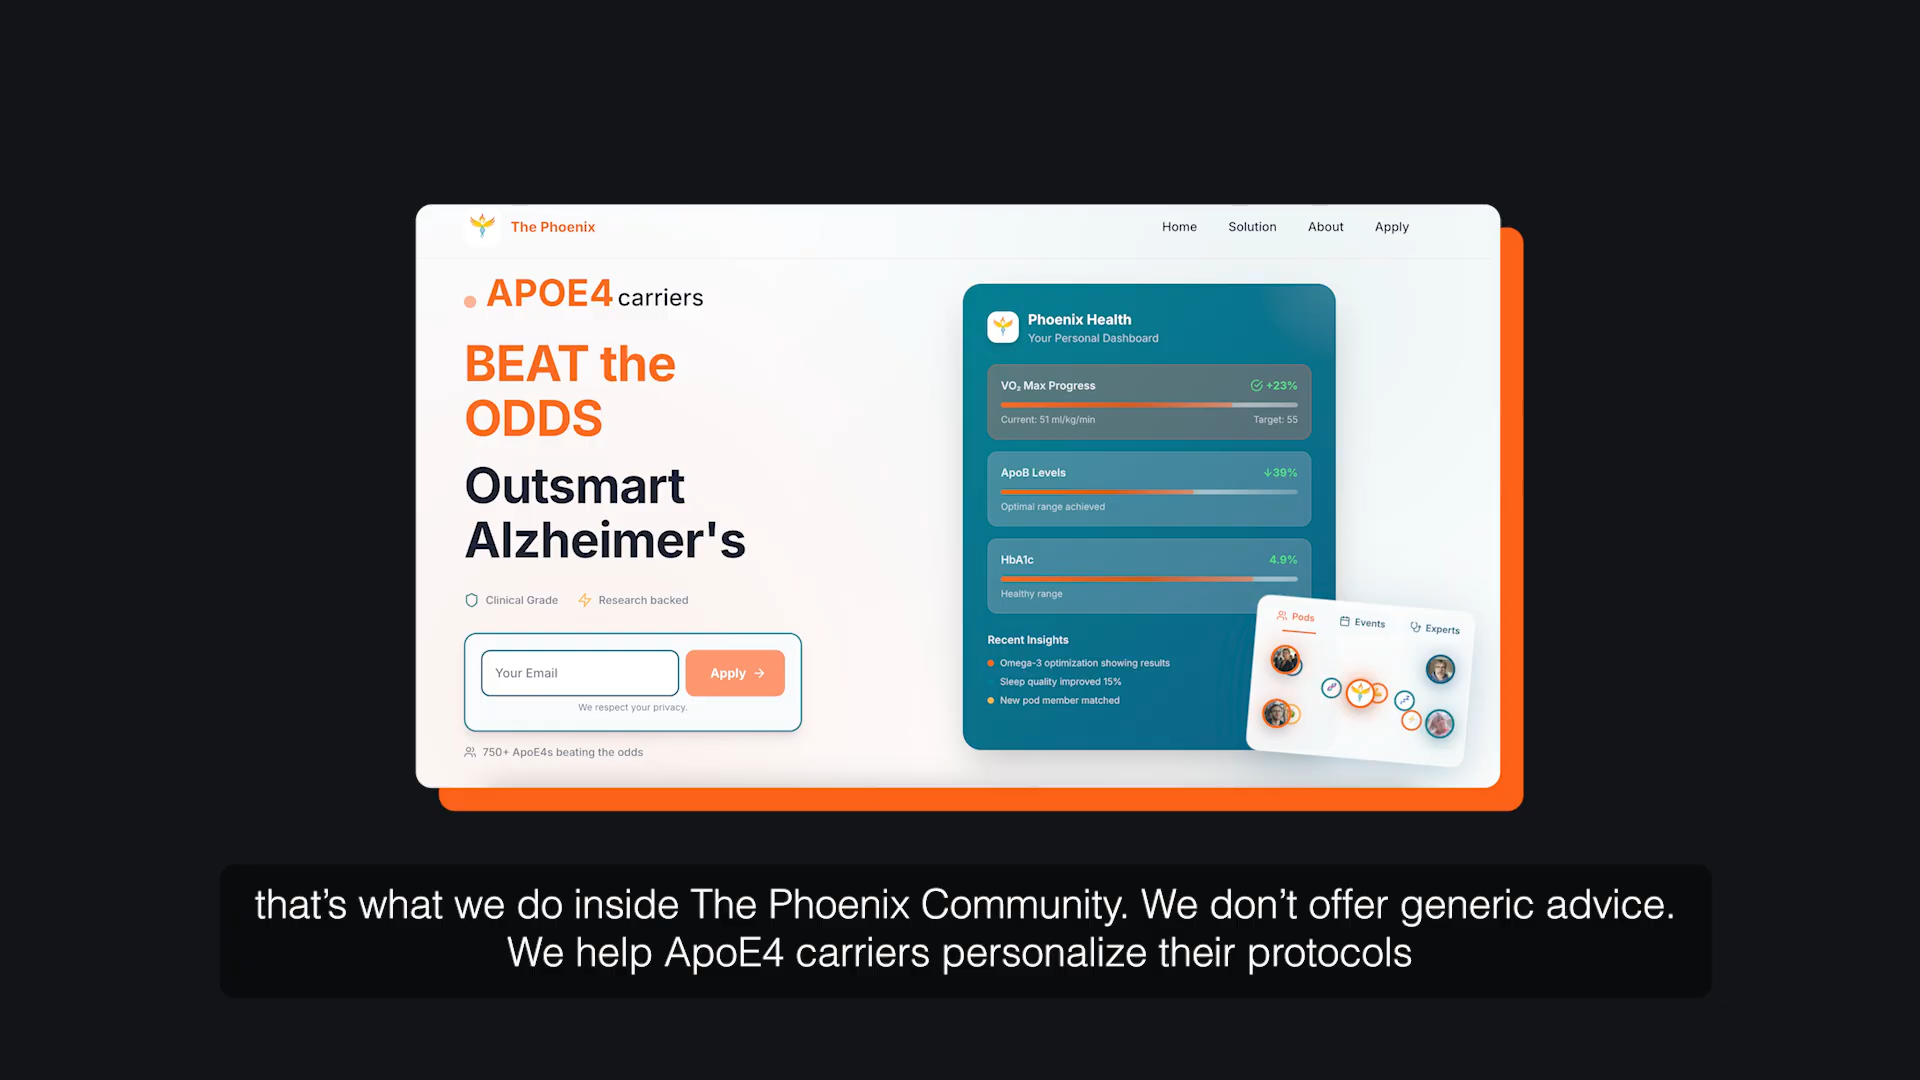 The Phoenix
Home Solution About Apply
APOE4 carriers
BEAT the
ODDS
Outsmart
Alzheimer's
Clinical Grade Research backed
Your Email
Apply →
We respect your privacy.
750+ ApoE4s beating the odds
Phoenix Health
Your Personal Dashboard
VO₂ Max Progress +23%
Current: 51 ml/kg/min Target: 55
ApoB Levels ↓39%
Optimal range achieved
HbA1c 4.9%
Healthy range
Recent Insights
Omega-3 optimization showing results
Sleep quality improved 15%
New pod member matched
Pods Events Experts
that’s what we do inside The Phoenix Community. We don’t offer generic advice.
We help ApoE4 carriers personalize their protocols